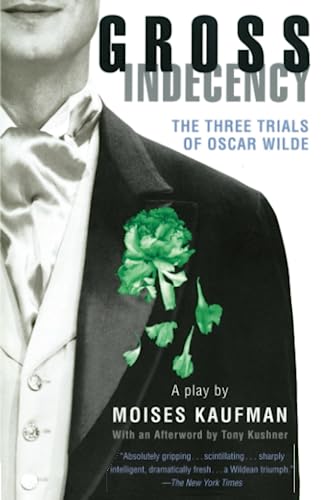 GROSS
INDECENCY
THE THREE TRIALS
OF OSCAR WILDE
A play by
MOISES KAUFMAN
With an Afterword by Tony Kushner
"Absolutely gripping . . . scintillating . . . sharply
intelligent, dramatically fresh . . . a Wildean triumph."
—The New York Times